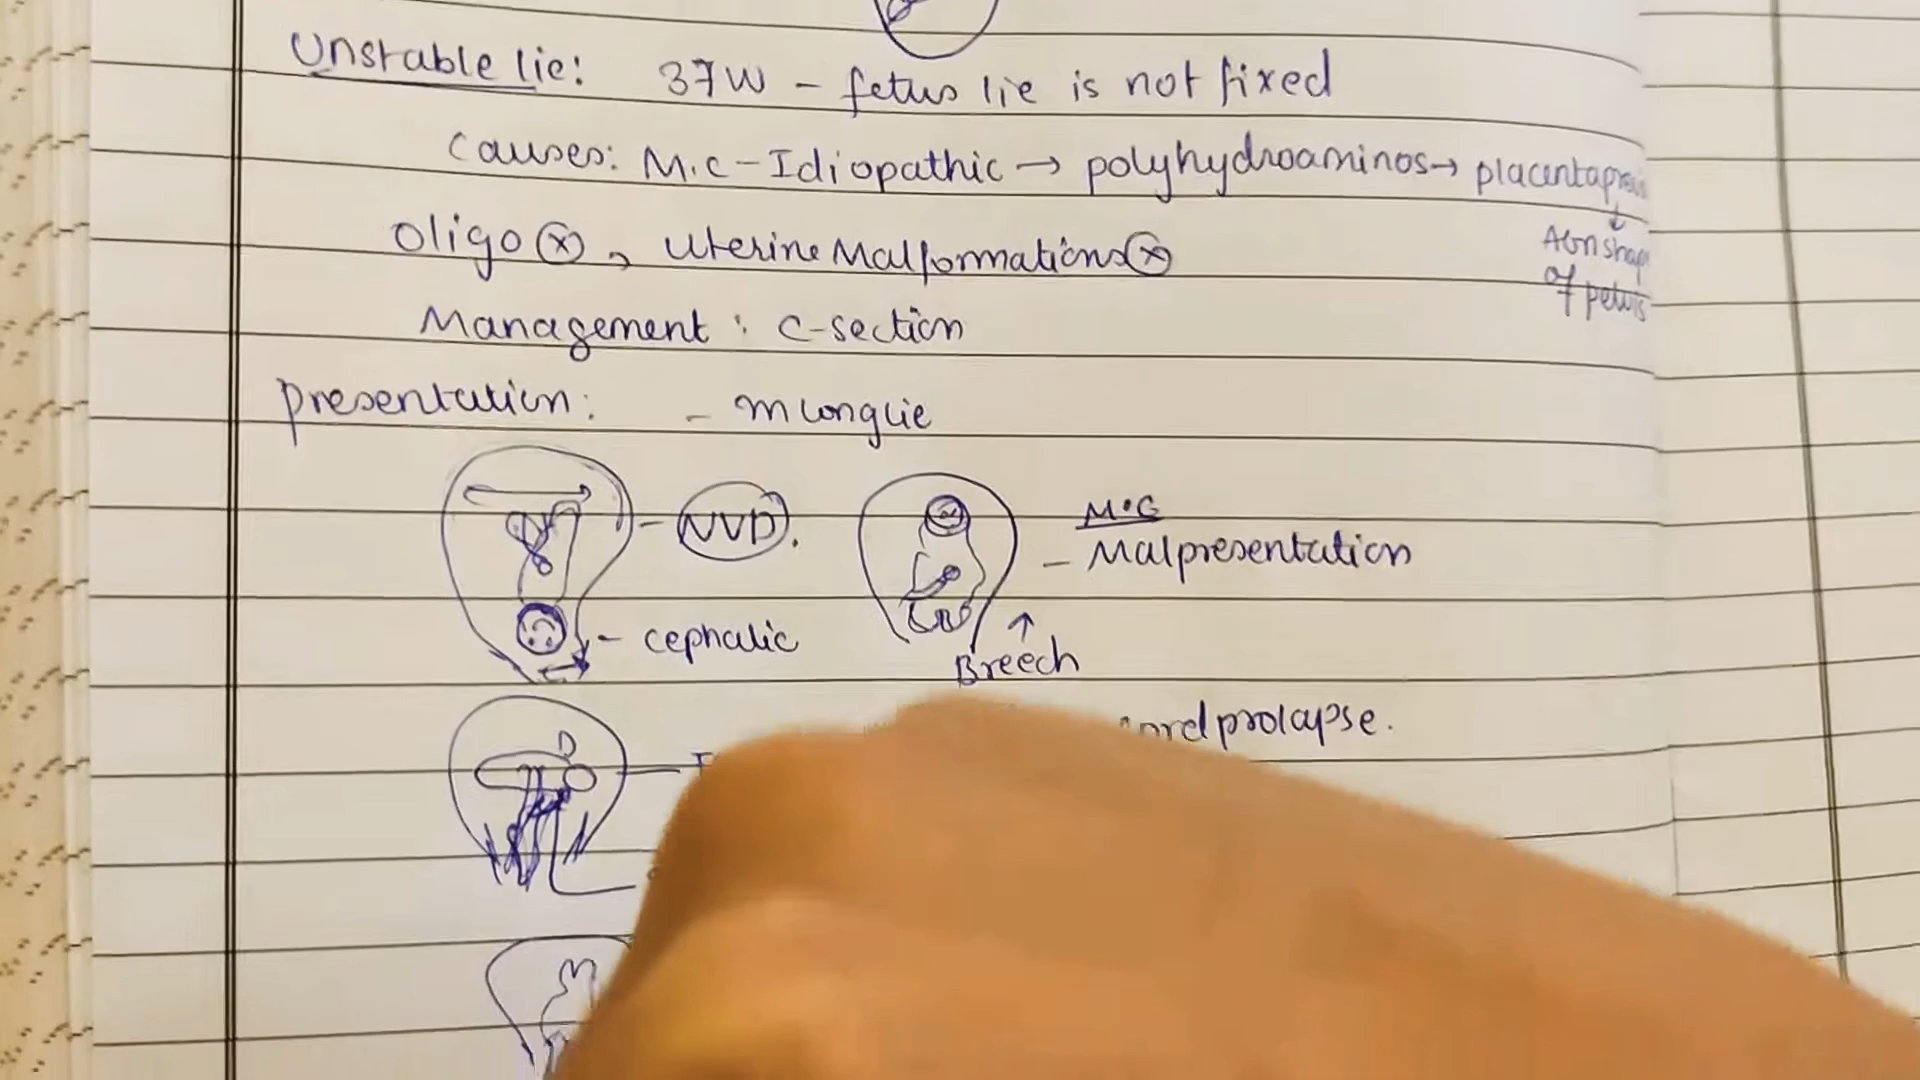 Unstable lie: 37W - fetus lie is not fixed
Causes: M.C - Idiopathic → polyhydroaminos → placenta
Abn shap
of pelvis
Oligo ⓧ, Uterine Malformations ⓧ
Management: C-section
Presentation: - m longlie
NVD.
M.C
- Malpresentation
- cephalic
↑
Breech
prolapse.